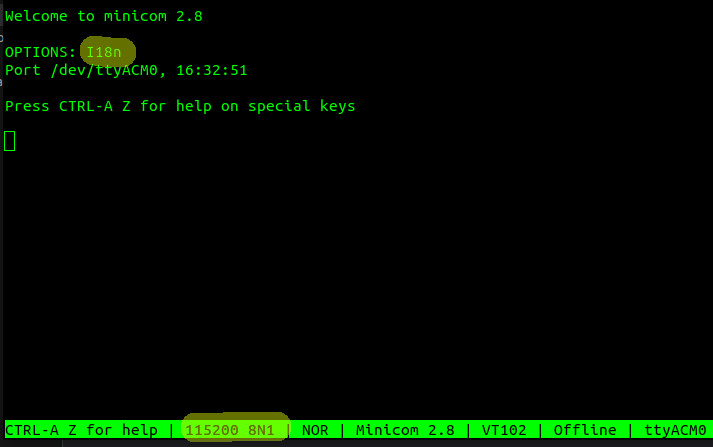 Welcome to minicom 2.8
OPTIONS: I18n
Port /dev/ttyACM0, 16:32:51
Press CTRL-A Z for help on special keys
CTRL-A Z for help | 115200 8N1 | NOR | Minicom 2.8 | VT102 | Offline | ttyACM0